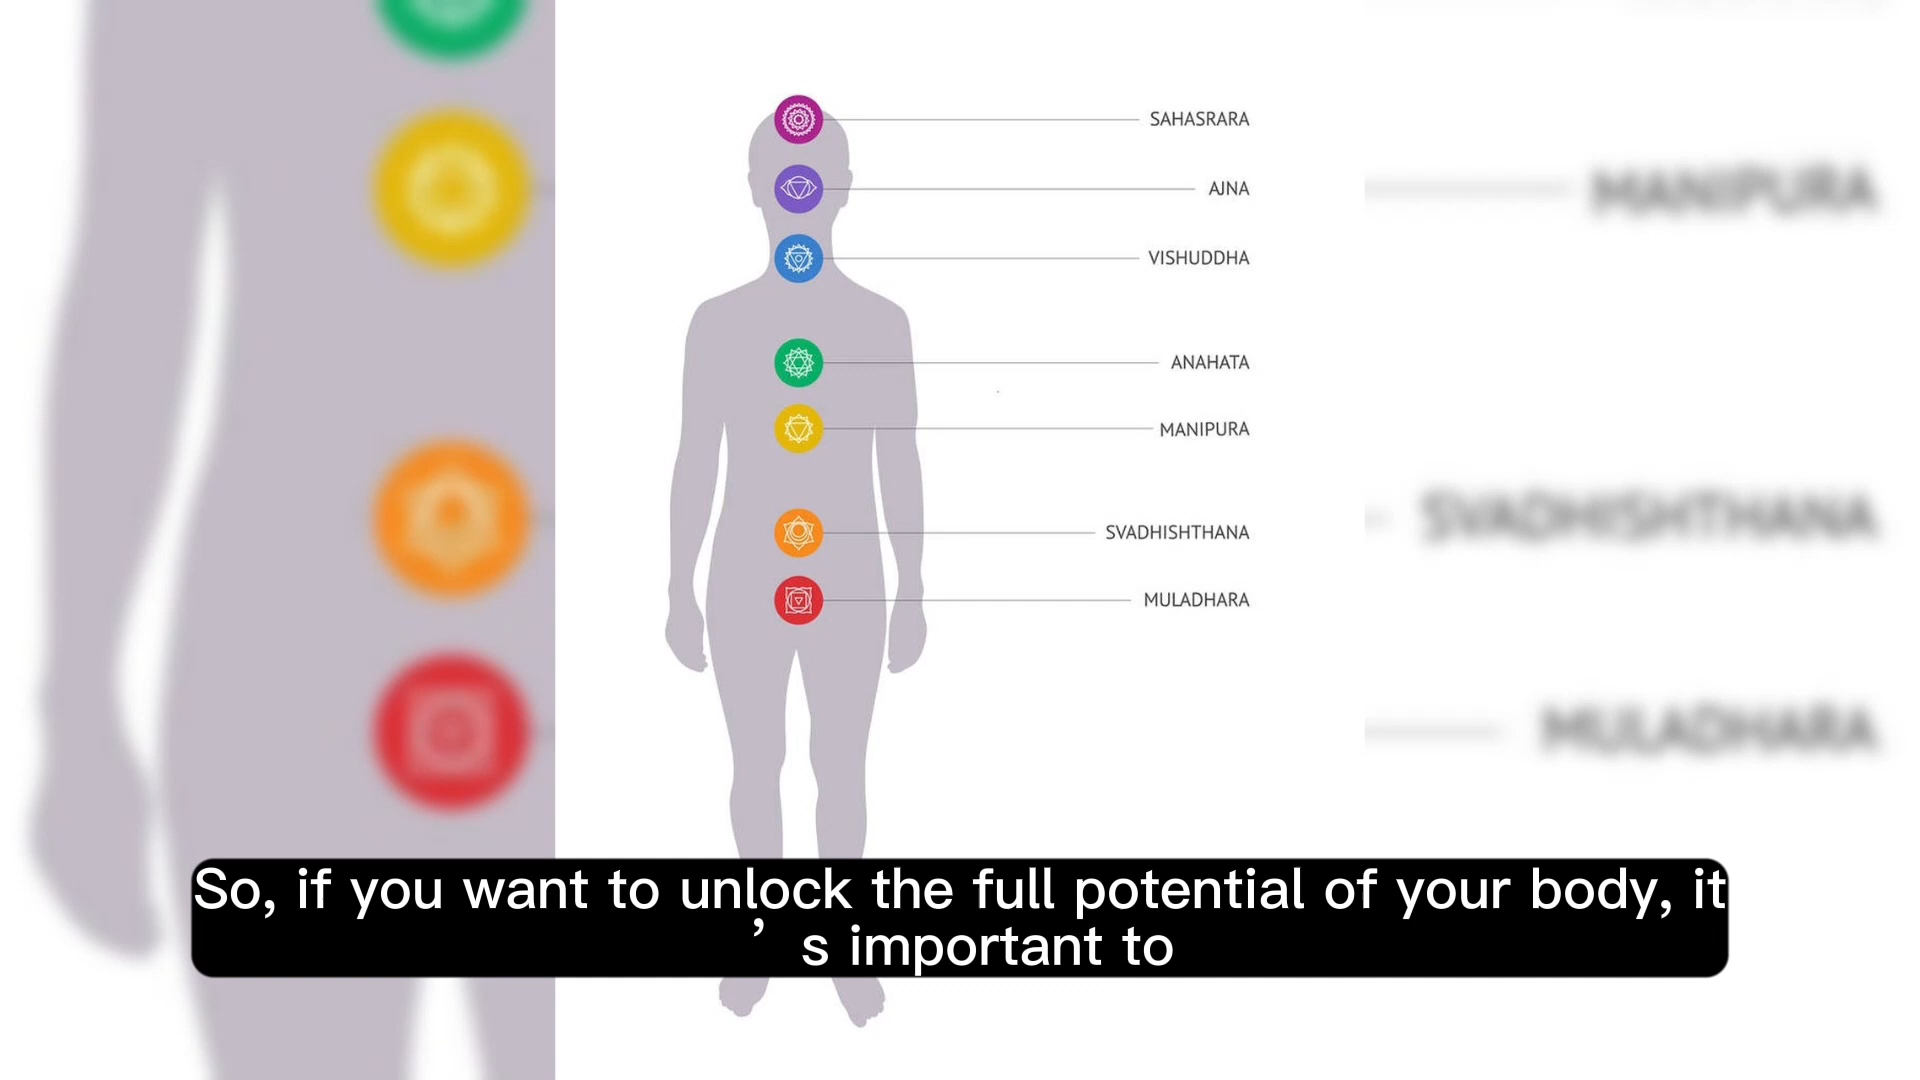 SAHASRARA
AJNA
VISHUDDHA
ANAHATA
MANIPURA
SVADHISHTHANA
MULADHARA
MANIPURA
SVADHISHTHANA
MULADHARA
So, if you want to unlock the full potential of your body, it
’ s important to